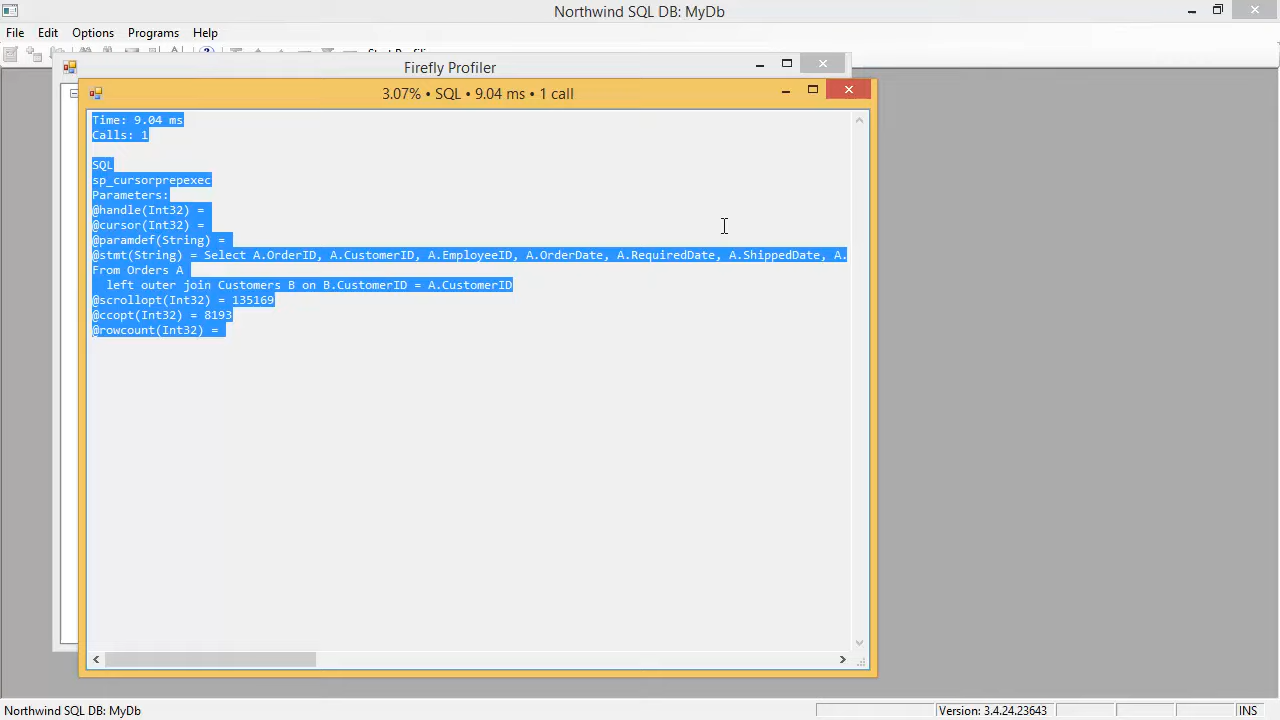 Northwind SQL DB: MyDb
File Edit Options Programs Help
Firefly Profiler
3.07% • SQL • 9.04 ms • 1 call
Time: 9.04 ms
Calls: 1
SQL
sp_cursorprepexec
Parameters:
@handle(Int32) =
@cursor(Int32) =
@paramdef(String) =
@stmt(String) = Select A.OrderID, A.CustomerID, A.EmployeeID, A.OrderDate, A.RequiredDate, A.ShippedDate, A.
From Orders A
left outer join Customers B on B.CustomerID = A.CustomerID
@scrollopt(Int32) = 135169
@ccopt(Int32) = 8193
@rowcount(Int32) =
Northwind SQL DB: MyDb Version: 3.4.24.23643 INS